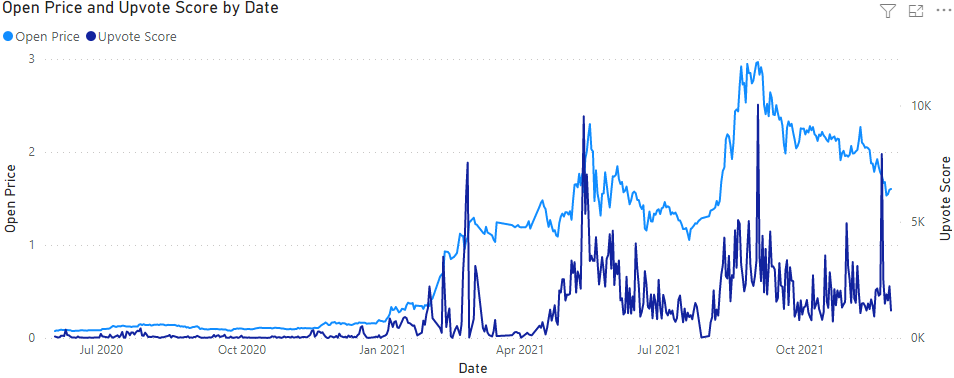 Open Price and Upvote Score by Date
Open Price Upvote Score
3
2
1
0
Open Price
10K
5K
0K
Upvote Score
Jul 2020 Oct 2020 Jan 2021 Apr 2021 Jul 2021 Oct 2021
Date